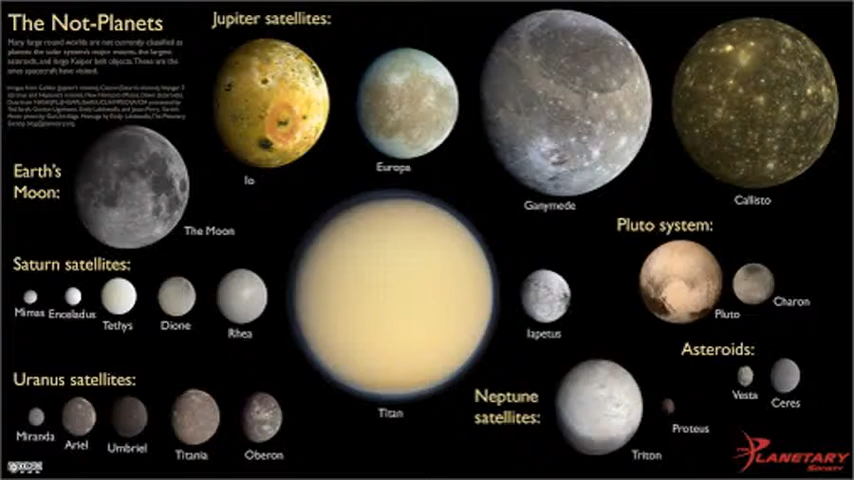 The Not-Planets
Many large round worlds are not currently classified as
planets: the solar system's major moons, the largest
asteroids, and large Kuiper belt objects. These are the
ones spacecraft have visited.
Jupiter satellites:
Io
Europa
Ganymede
Callisto
Earth's
Moon:
The Moon
Saturn satellites:
Mimas
Enceladus
Tethys
Dione
Rhea
Titan
Iapetus
Pluto system:
Pluto
Charon
Asteroids:
Vesta
Ceres
Uranus satellites:
Miranda
Ariel
Umbriel
Titania
Oberon
Neptune
satellites:
Triton
Proteus
THE
PLANETARY
SOCIETY